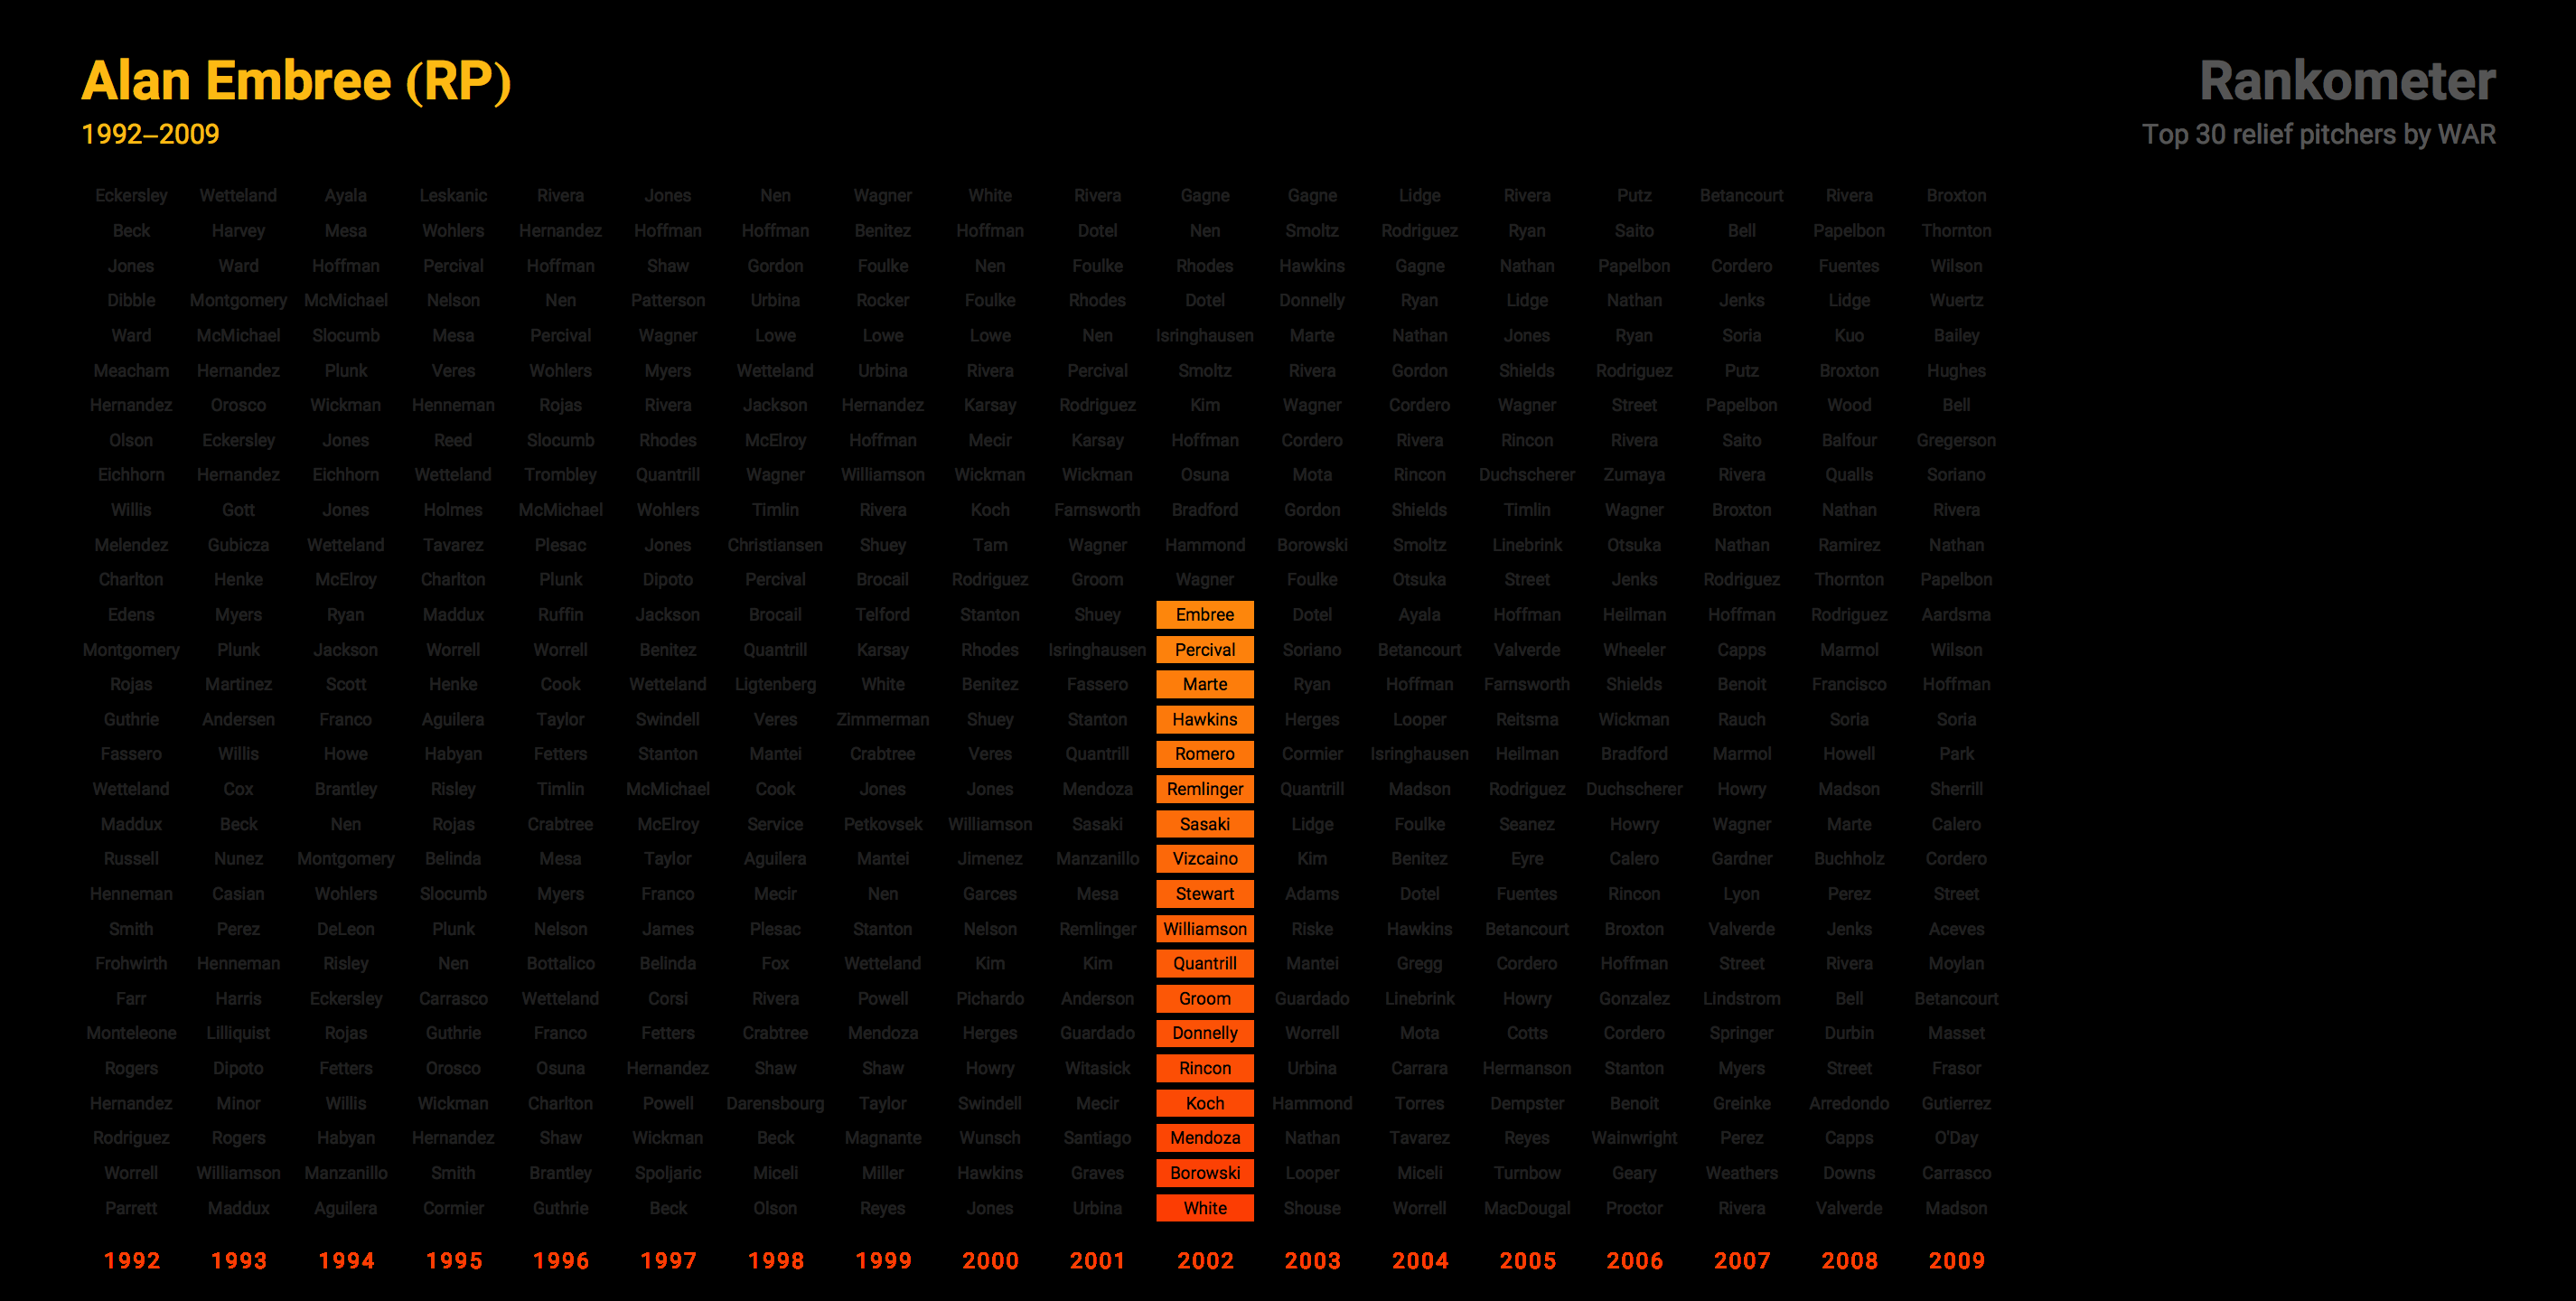 Alan Embree (RP)
1992–2009
Rankometer
Top 30 relief pitchers by WAR
Eckersley Wetteland Ayala Leskanic Rivera Jones Nen Wagner White Rivera Gagne Gagne Lidge Rivera Putz Betancourt Rivera Broxton
Beck Harvey Mesa Wohlers Hernandez Hoffman Hoffman Benitez Hoffman Dotel Nen Smoltz Rodriguez Ryan Saito Bell Papelbon Thornton
Jones Ward Hoffman Percival Hoffman Shaw Gordon Foulke Nen Foulke Rhodes Hawkins Gagne Nathan Papelbon Cordero Fuentes Wilson
Dibble Montgomery McMichael Nelson Nen Patterson Urbina Rocker Foulke Rhodes Dotel Donnelly Ryan Lidge Nathan Jenks Lidge Wuertz
Ward McMichael Slocumb Mesa Percival Wagner Lowe Lowe Lowe Nen Isringhausen Marte Nathan Jones Ryan Soria Kuo Bailey
Meacham Hernandez Plunk Veres Wohlers Myers Wetteland Urbina Rivera Percival Smoltz Rivera Gordon Shields Rodriguez Putz Broxton Hughes
Hernandez Orosco Wickman Henneman Rojas Rivera Jackson Hernandez Karsay Rodriguez Kim Wagner Cordero Wagner Street Papelbon Wood Bell
Olson Eckersley Jones Reed Slocumb Rhodes McElroy Hoffman Mecir Karsay Hoffman Cordero Rivera Rincon Rivera Saito Balfour Gregerson
Eichhorn Hernandez Eichhorn Wetteland Trombley Quantrill Wagner Williamson Wickman Wickman Osuna Mota Rincon Duchscherer Zumaya Rivera Qualls Soriano
Willis Gott Jones Holmes McMichael Wohlers Timlin Rivera Koch Farnsworth Bradford Gordon Shields Timlin Wagner Broxton Nathan Rivera
Melendez Gubicza Wetteland Tavarez Plesac Jones Christiansen Shuey Tam Wagner Hammond Borowski Smoltz Linebrink Otsuka Nathan Ramirez Nathan
Charlton Henke McElroy Charlton Plunk Dipoto Percival Brocail Rodriguez Groom Wagner Foulke Otsuka Street Jenks Rodriguez Thornton Papelbon
Edens Myers Ryan Maddux Ruffin Jackson Brocail Telford Stanton Shuey Embree Dotel Ayala Hoffman Heilman Hoffman Rodriguez Aardsma
Montgomery Plunk Jackson Worrell Worrell Benitez Quantrill Karsay Rhodes Isringhausen Percival Soriano Betancourt Valverde Wheeler Capps Marmol Wilson
Rojas Martinez Scott Henke Cook Wetteland Ligtenberg White Benitez Fassero Marte Ryan Hoffman Farnsworth Shields Benoit Francisco Hoffman
Guthrie Andersen Franco Aguilera Taylor Swindell Veres Zimmerman Shuey Stanton Hawkins Herges Looper Reitsma Wickman Rauch Soria Soria
Fassero Willis Howe Habyan Fetters Stanton Mantei Crabtree Veres Quantrill Romero Cormier Isringhausen Heilman Bradford Marmol Howell Park
Wetteland Cox Brantley Risley Timlin McMichael Cook Jones Jones Mendoza Remlinger Quantrill Madson Rodriguez Duchscherer Howry Madson Sherrill
Maddux Beck Nen Rojas Crabtree McElroy Service Petkovsek Williamson Sasaki Sasaki Lidge Foulke Seanez Howry Wagner Marte Calero
Russell Nunez Montgomery Belinda Mesa Taylor Aguilera Mantei Jimenez Manzanillo Vizcaino Kim Benitez Eyre Calero Gardner Buchholz Cordero
Henneman Casian Wohlers Slocumb Myers Franco Mecir Nen Garces Mesa Stewart Adams Dotel Fuentes Rincon Lyon Perez Street
Smith Perez DeLeon Plunk Nelson James Plesac Stanton Nelson Remlinger Williamson Riske Hawkins Betancourt Broxton Valverde Jenks Aceves
Frohwirth Henneman Risley Nen Bottalico Belinda Fox Wetteland Kim Kim Quantrill Mantei Gregg Cordero Hoffman Street Rivera Moylan
Farr Harris Eckersley Carrasco Wetteland Corsi Rivera Powell Pichardo Anderson Groom Guardado Linebrink Howry Gonzalez Lindstrom Bell Betancourt
Monteleone Lilliquist Rojas Guthrie Franco Fetters Crabtree Mendoza Herges Guardado Donnelly Worrell Mota Cotts Cordero Springer Durbin Masset
Rogers Dipoto Fetters Orosco Osuna Hernandez Shaw Shaw Howry Witasick Rincon Urbina Carrara Hermanson Stanton Myers Street Frasor
Hernandez Minor Willis Wickman Charlton Powell Darensbourg Taylor Swindell Mecir Koch Hammond Torres Dempster Benoit Greinke Arredondo Gutierrez
Rodriguez Rogers Habyan Hernandez Shaw Wickman Beck Magnante Wunsch Santiago Mendoza Nathan Tavarez Reyes Wainwright Perez Capps O'Day
Worrell Williamson Manzanillo Smith Brantley Spoljaric Miceli Miller Hawkins Graves Borowski Looper Miceli Turnbow Geary Weathers Downs Carrasco
Parrett Maddux Aguilera Cormier Guthrie Beck Olson Reyes Jones Urbina White Shouse Worrell MacDougal Proctor Rivera Valverde Madson
1992 1993 1994 1995 1996 1997 1998 1999 2000 2001 2002 2003 2004 2005 2006 2007 2008 2009